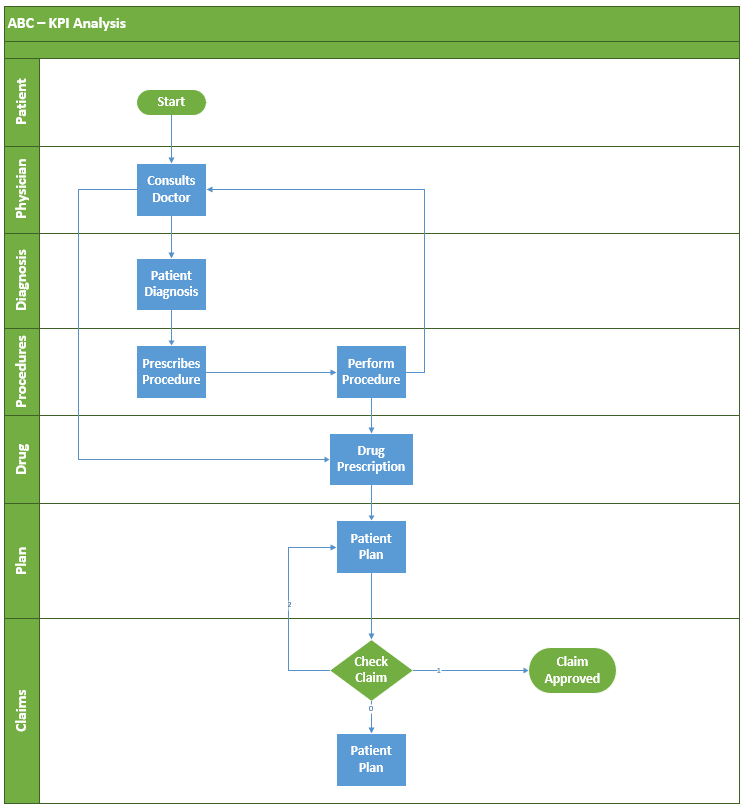 ABC – KPI Analysis
Patient
Start
Physician
Consults
Doctor
Diagnosis
Patient
Diagnosis
Procedures
Prescribes
Procedure
Perform
Procedure
Drug
Drug
Prescription
Plan
Patient
Plan
2
Claims
Check
Claim
1
Claim
Approved
0
Patient
Plan